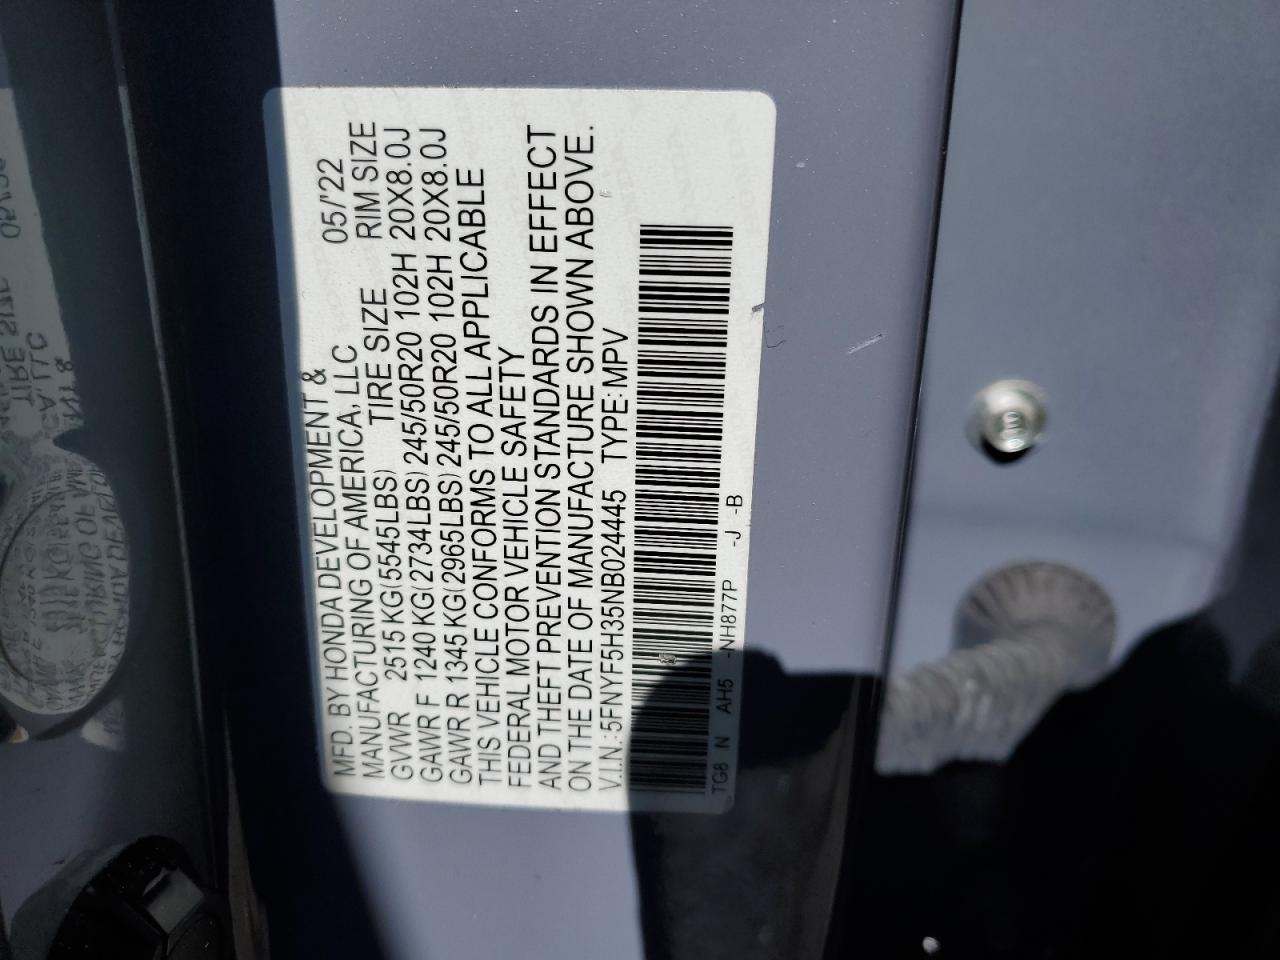 MFD. BY HONDA DEVELOPMENT &
MANUFACTURING OF AMERICA, LLC 05/'22
GVWR 2515 KG(5545LBS) TIRE SIZE RIM SIZE
GAWR F 1240 KG(2734LBS) 245/50R20 102H 20X8.0J
GAWR R 1345 KG(2965LBS) 245/50R20 102H 20X8.0J
THIS VEHICLE CONFORMS TO ALL APPLICABLE
FEDERAL MOTOR VEHICLE SAFETY
AND THEFT PREVENTION STANDARDS IN EFFECT
ON THE DATE OF MANUFACTURE SHOWN ABOVE.
V.I.N.:5FNYF5H35NB024445 TYPE:MPV
TG8 N AH5 -NH877P -J -B